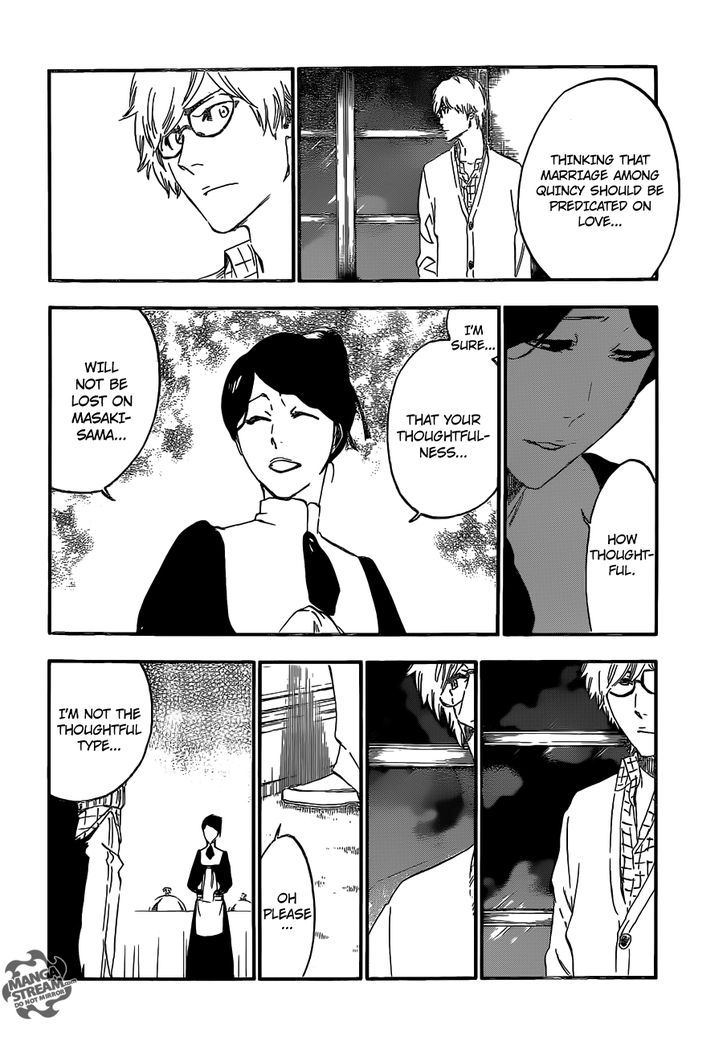 THINKING THAT
MARRIAGE AMONG
QUINCY SHOULD BE
PREDICATED ON
LOVE...
HOW
THOUGHT-
FUL.
I'M
SURE...
THAT YOUR
THOUGHTFUL-
NESS...
WILL
NOT BE
LOST ON
MASAKI-
SAMA...
OH
PLEASE
...
I'M NOT THE
THOUGHTFUL
TYPE...
MANGA
STREAM.com
DO NOT MIRROR